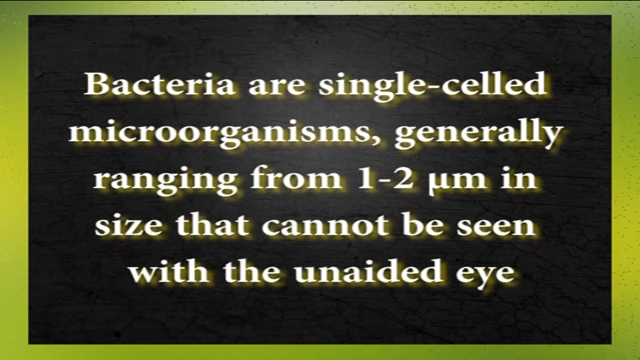 Bacteria are single-celled
microorganisms, generally
ranging from 1-2 μm in
size that cannot be seen
with the unaided eye